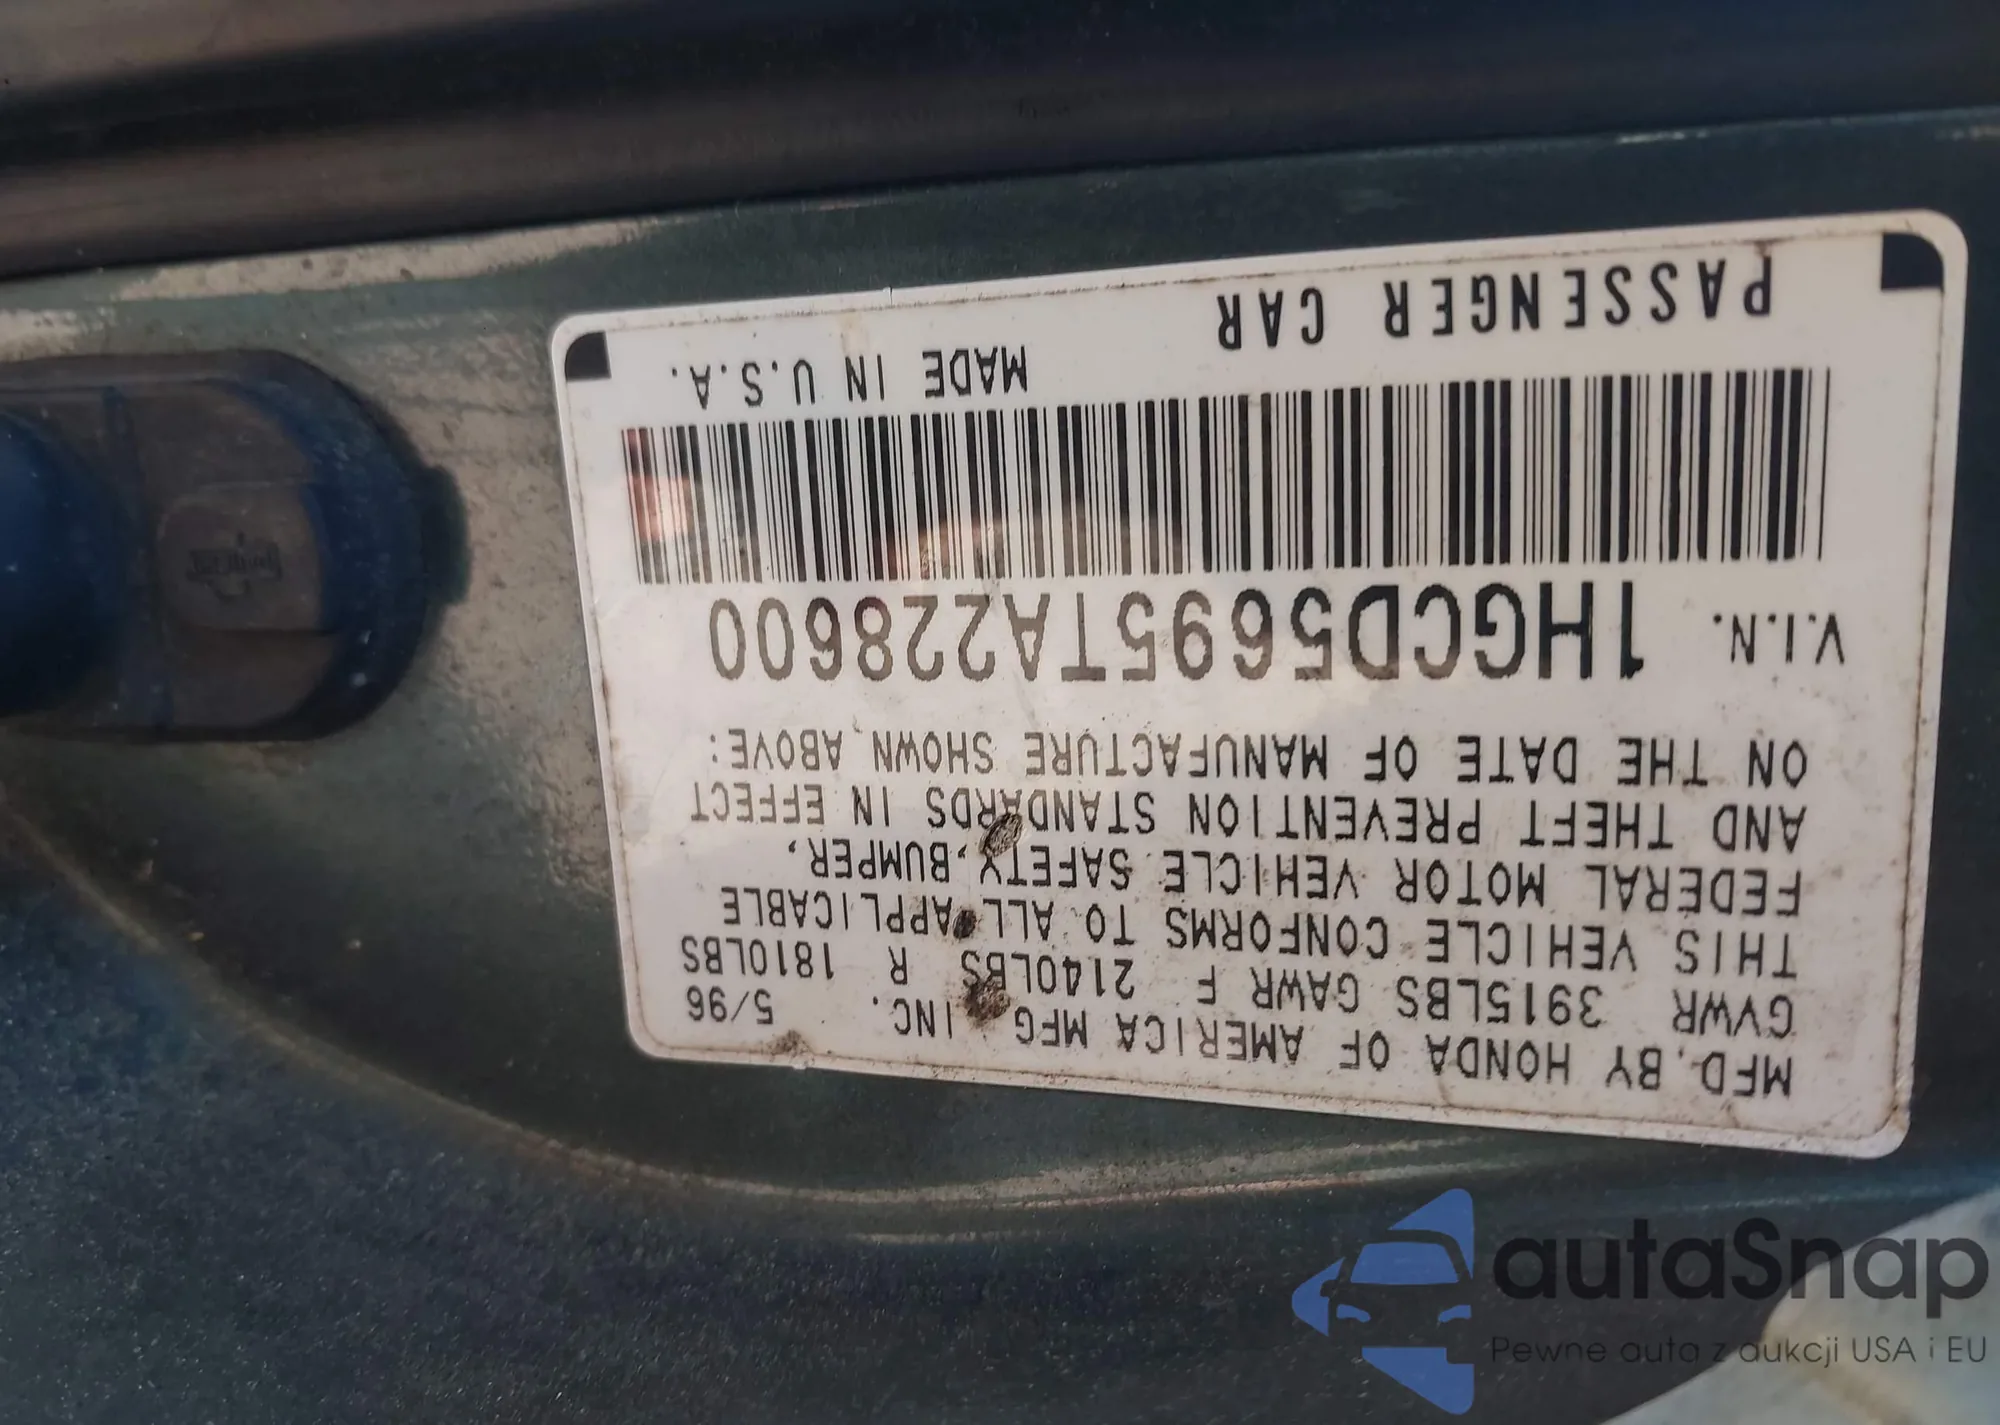 MFD. BY HONDA OF AMERICA MFG INC. 5/96
GVWR 3915LBS GAWR F 2140LBS R 1810LBS
THIS VEHICLE CONFORMS TO ALL APPLICABLE
FEDERAL MOTOR VEHICLE SAFETY, BUMPER,
AND THEFT PREVENTION STANDARDS IN EFFECT
ON THE DATE OF MANUFACTURE SHOWN ABOVE:
V.I.N. 1HGCD5695TA228600
PASSENGER CAR MADE IN U.S.A.
autaSnap
Pewne auta z aukcji USA i EU